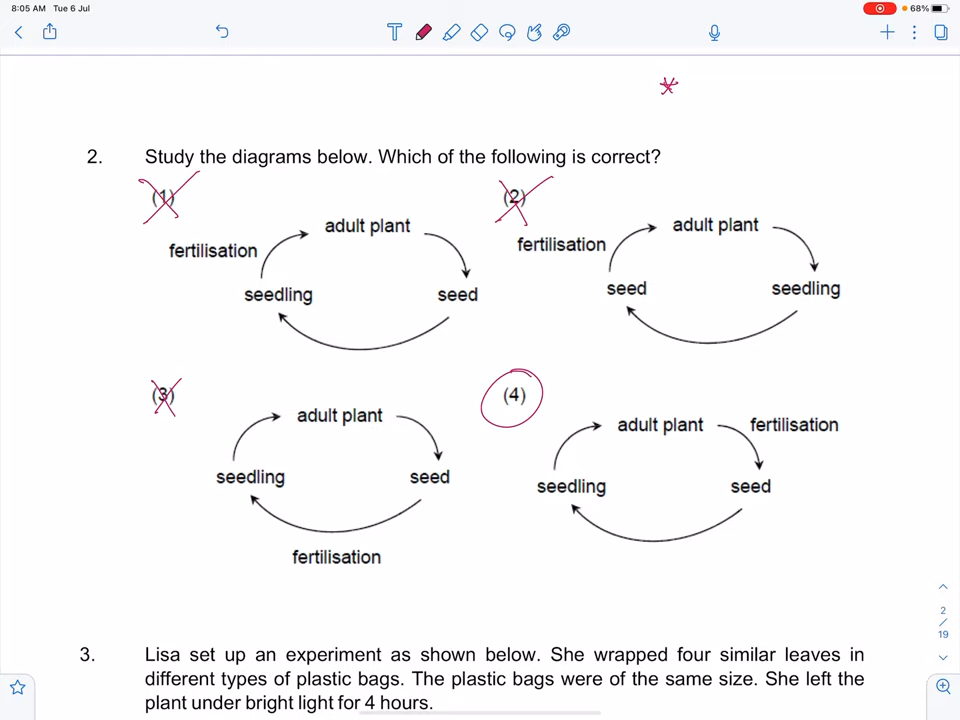 8:05 AM Tue 6 Jul
68%
2. Study the diagrams below. Which of the following is correct?
(1)
adult plant
fertilisation
seedling
seed
(2)
adult plant
fertilisation
seed
seedling
(3)
adult plant
seedling
seed
fertilisation
(4)
adult plant
fertilisation
seedling
seed
2
/
19
3. Lisa set up an experiment as shown below. She wrapped four similar leaves in
different types of plastic bags. The plastic bags were of the same size. She left the
plant under bright light for 4 hours.